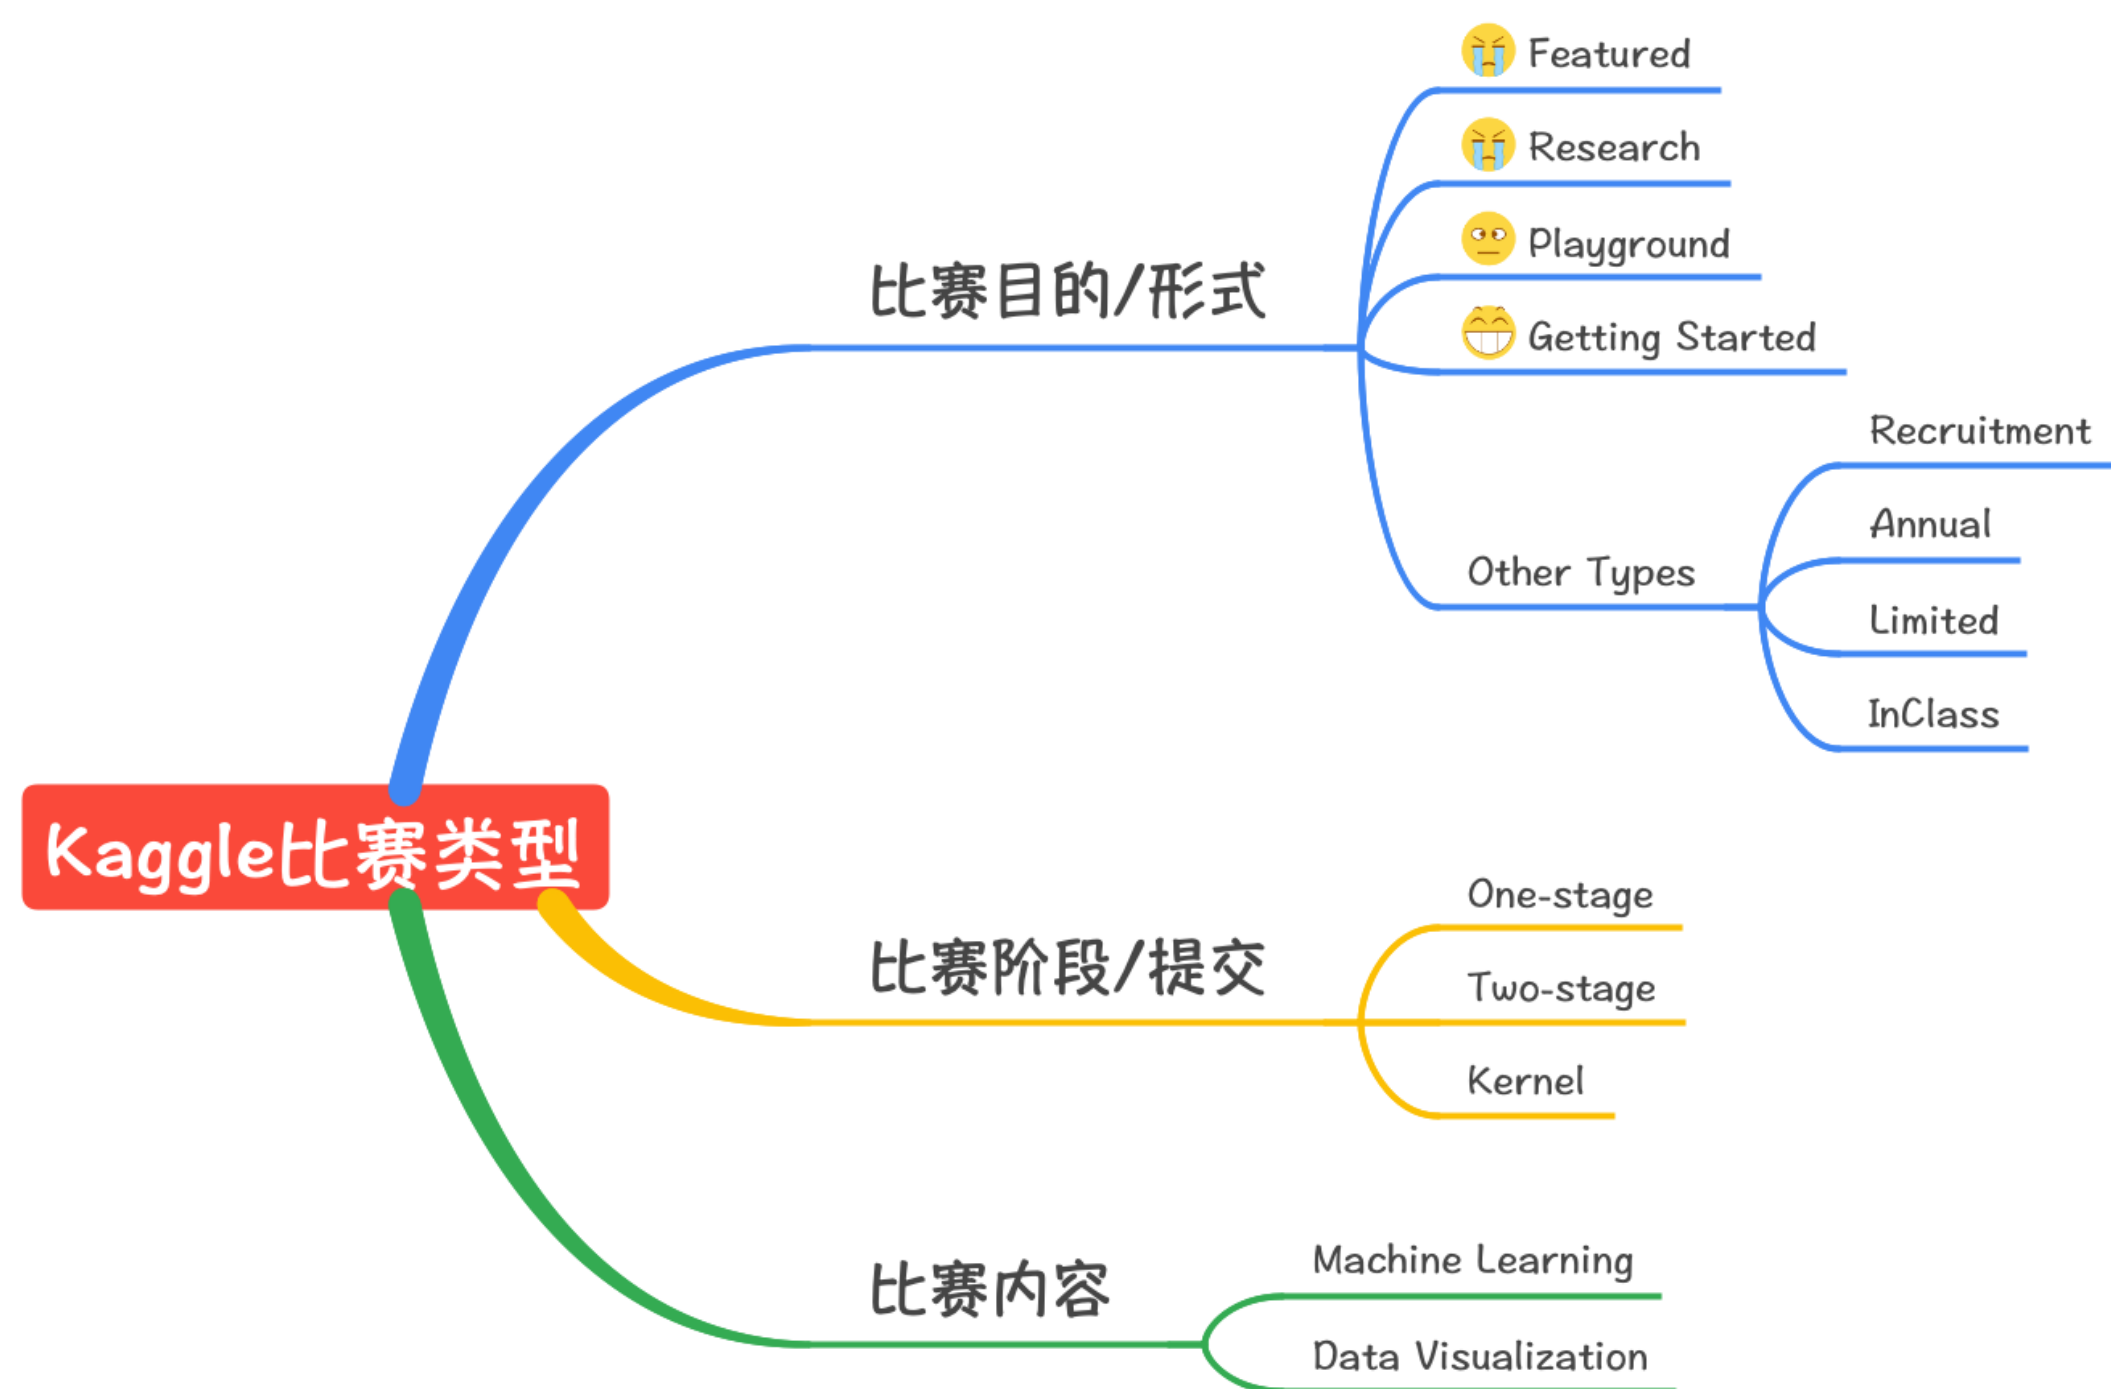 Featured
Research
Playground
比赛目的/形式
Getting Started
Recruitment
Annual
Other Types
Limited
InClass
Kaggle比赛类型
One-stage
比赛阶段/提交
Two-stage
Kernel
Machine Learning
比赛内容
Data Visualization